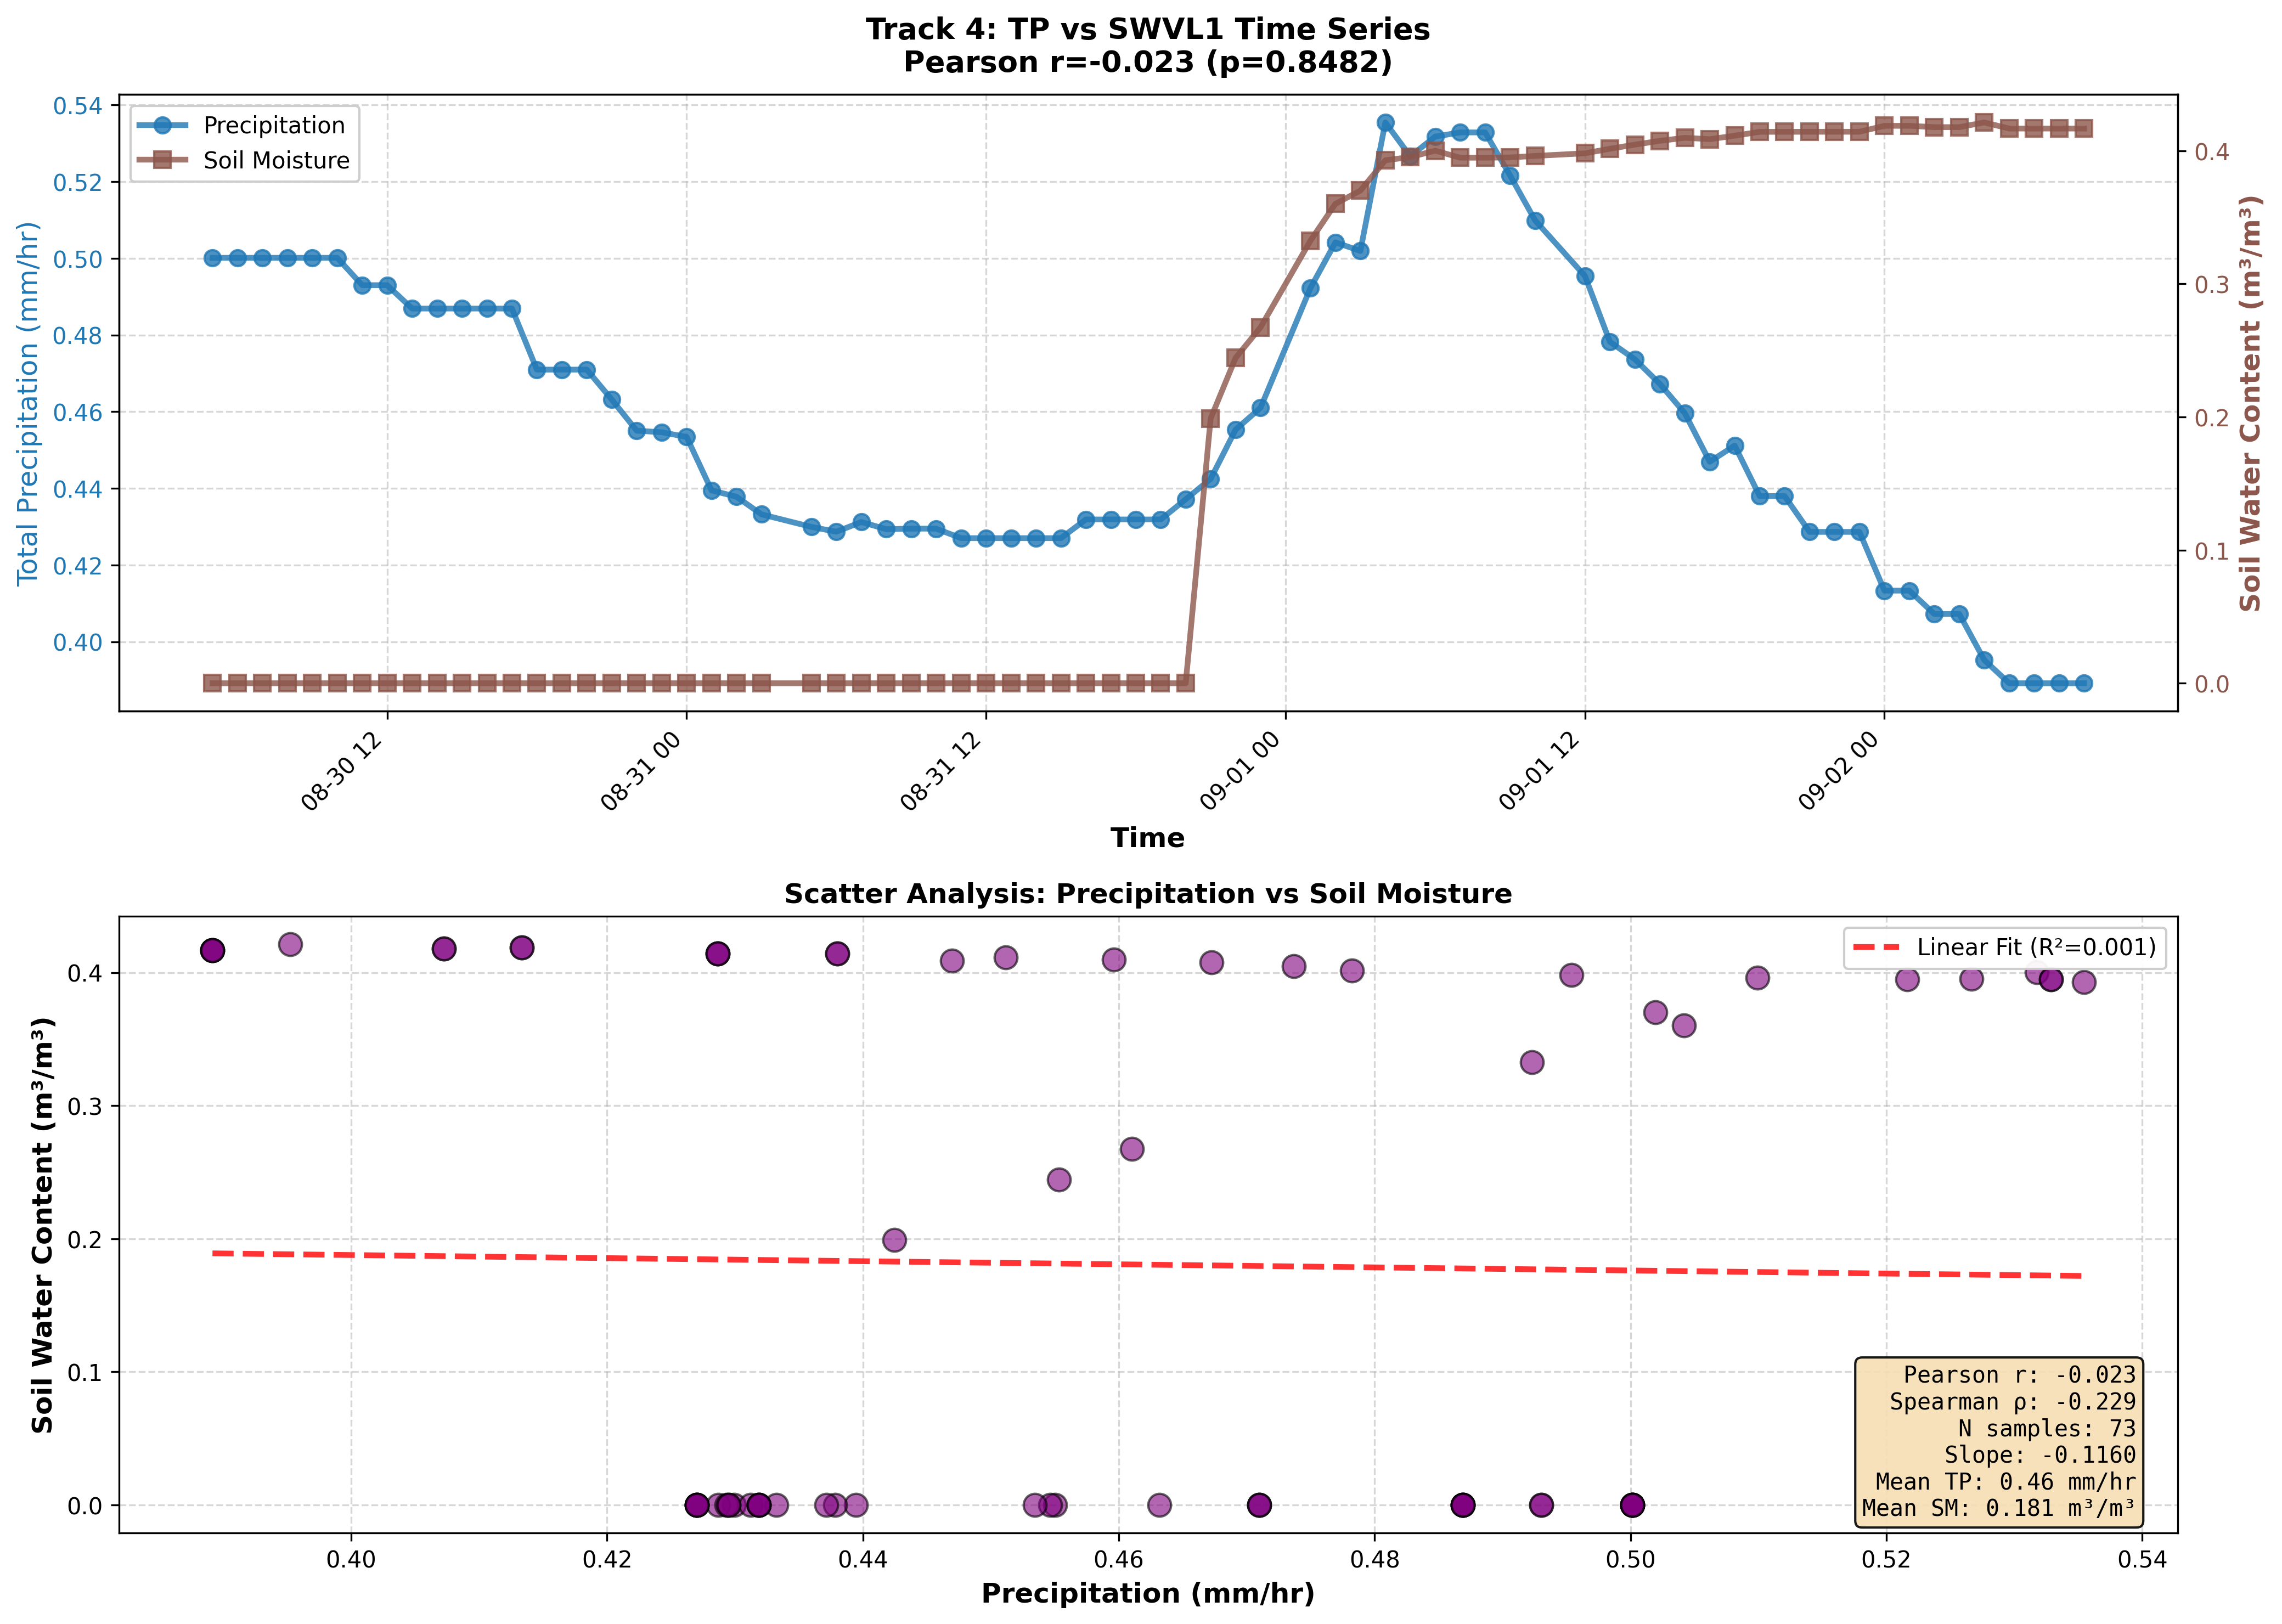 Track 4: TP vs SWVL1 Time Series
Pearson r=-0.023 (p=0.8482)
Precipitation
Soil Moisture
Total Precipitation (mm/hr)
0.54
0.52
0.50
0.48
0.46
0.44
0.42
0.40
Soil Water Content (m³/m³)
0.4
0.3
0.2
0.1
0.0
08-30 12
08-31 00
08-31 12
09-01 00
09-01 12
09-02 00
Time
Scatter Analysis: Precipitation vs Soil Moisture
Linear Fit (R²=0.001)
Soil Water Content (m³/m³)
0.4
0.3
0.2
0.1
0.0
Pearson r: -0.023
Spearman ρ: -0.229
N samples: 73
Slope: -0.1160
Mean TP: 0.46 mm/hr
Mean SM: 0.181 m³/m³
0.40
0.42
0.44
0.46
0.48
0.50
0.52
0.54
Precipitation (mm/hr)